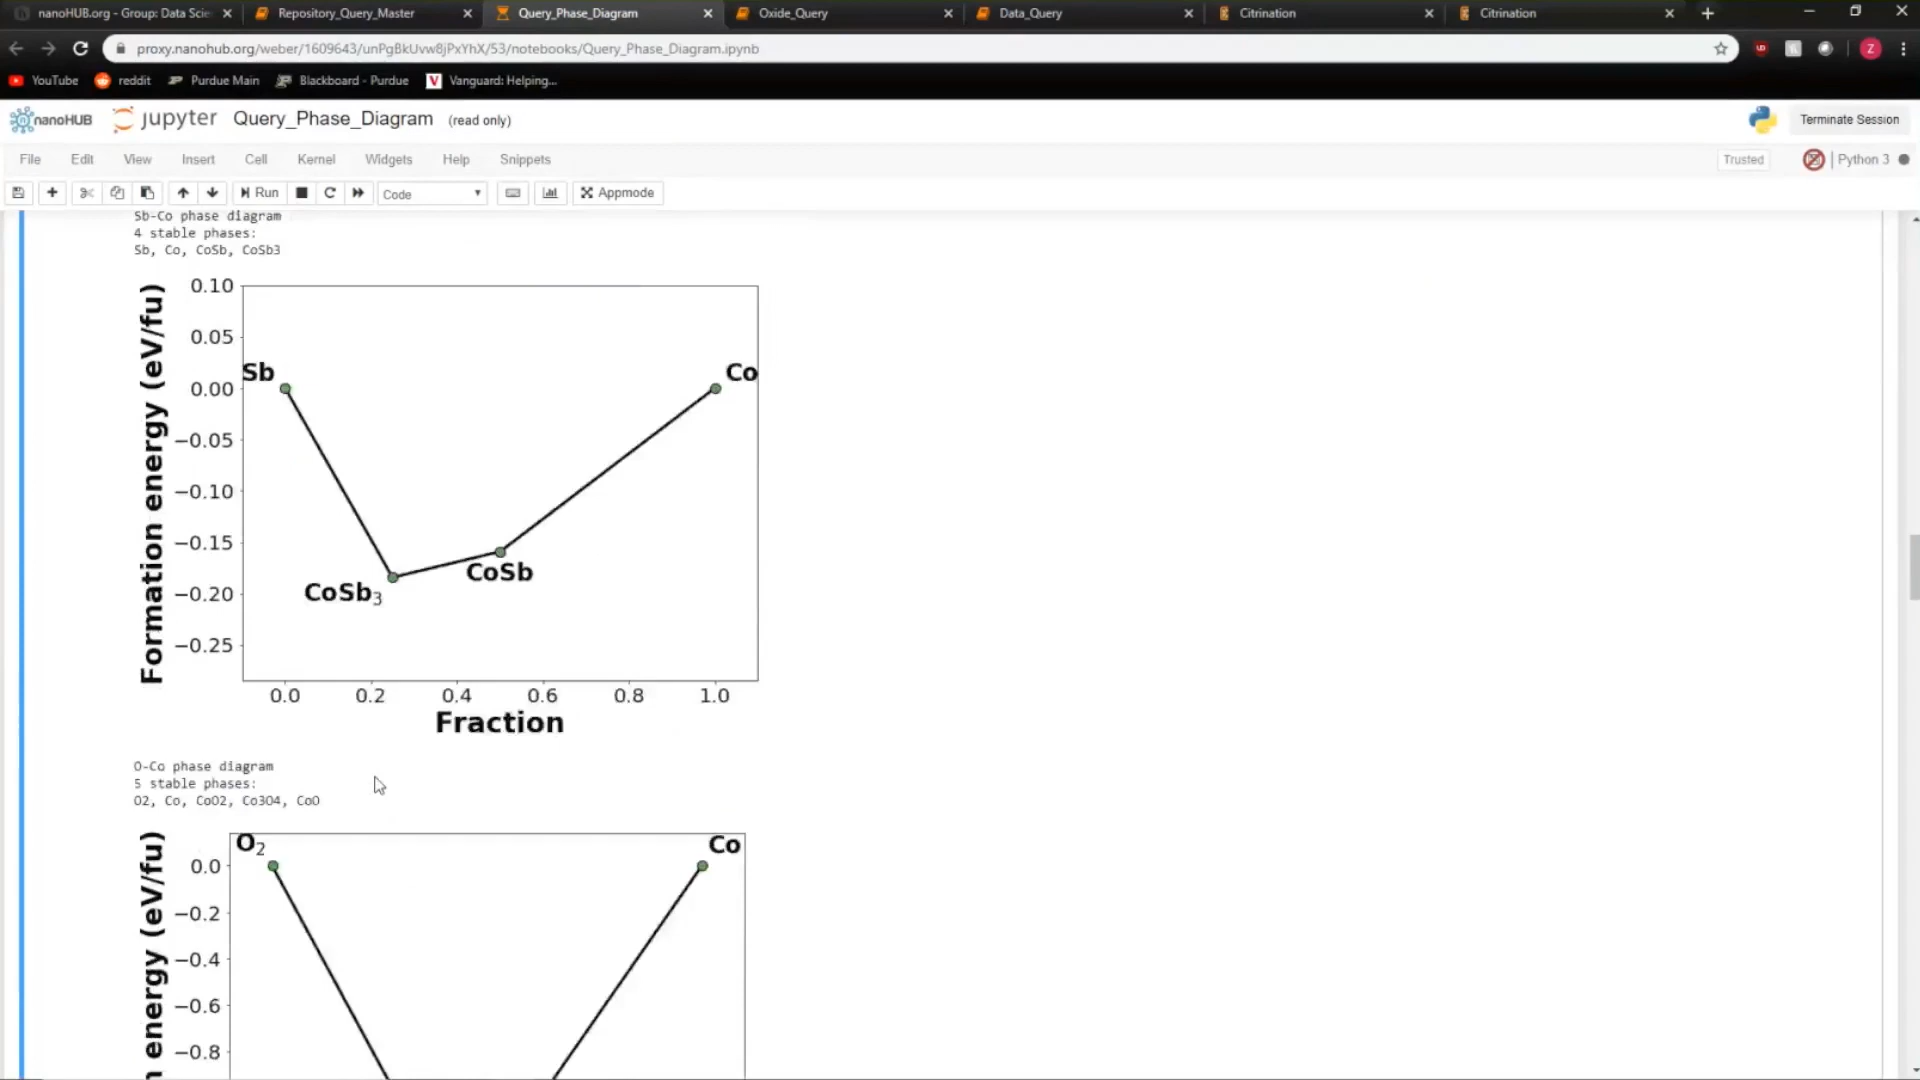 nanoHUB.org - Group: Data Scie
Repository_Query_Master
Query_Phase_Diagram
Oxide_Query
Data_Query
Citrination
Citrination
proxy.nanohub.org/weber/1609643/unPgBkUvw8jPxYhX/53/notebooks/Query_Phase_Diagram.ipynb
YouTube
reddit
Purdue Main
Blackboard - Purdue
Vanguard: Helping...
nanoHUB
jupyter
Query_Phase_Diagram
(read only)
Terminate Session
File
Edit
View
Insert
Cell
Kernel
Widgets
Help
Snippets
Trusted
Python 3
Run
Code
Appmode
Sb-Co phase diagram
4 stable phases:
Sb, Co, CoSb, CoSb3
Formation energy (eV/fu)
0.10
0.05
0.00
−0.05
−0.10
−0.15
−0.20
−0.25
Sb
Co
CoSb3
CoSb
0.0
0.2
0.4
0.6
0.8
1.0
Fraction
O-Co phase diagram
5 stable phases:
O2, Co, CoO2, Co3O4, CoO
n energy (eV/fu)
0.0
−0.2
−0.4
−0.6
−0.8
O2
Co